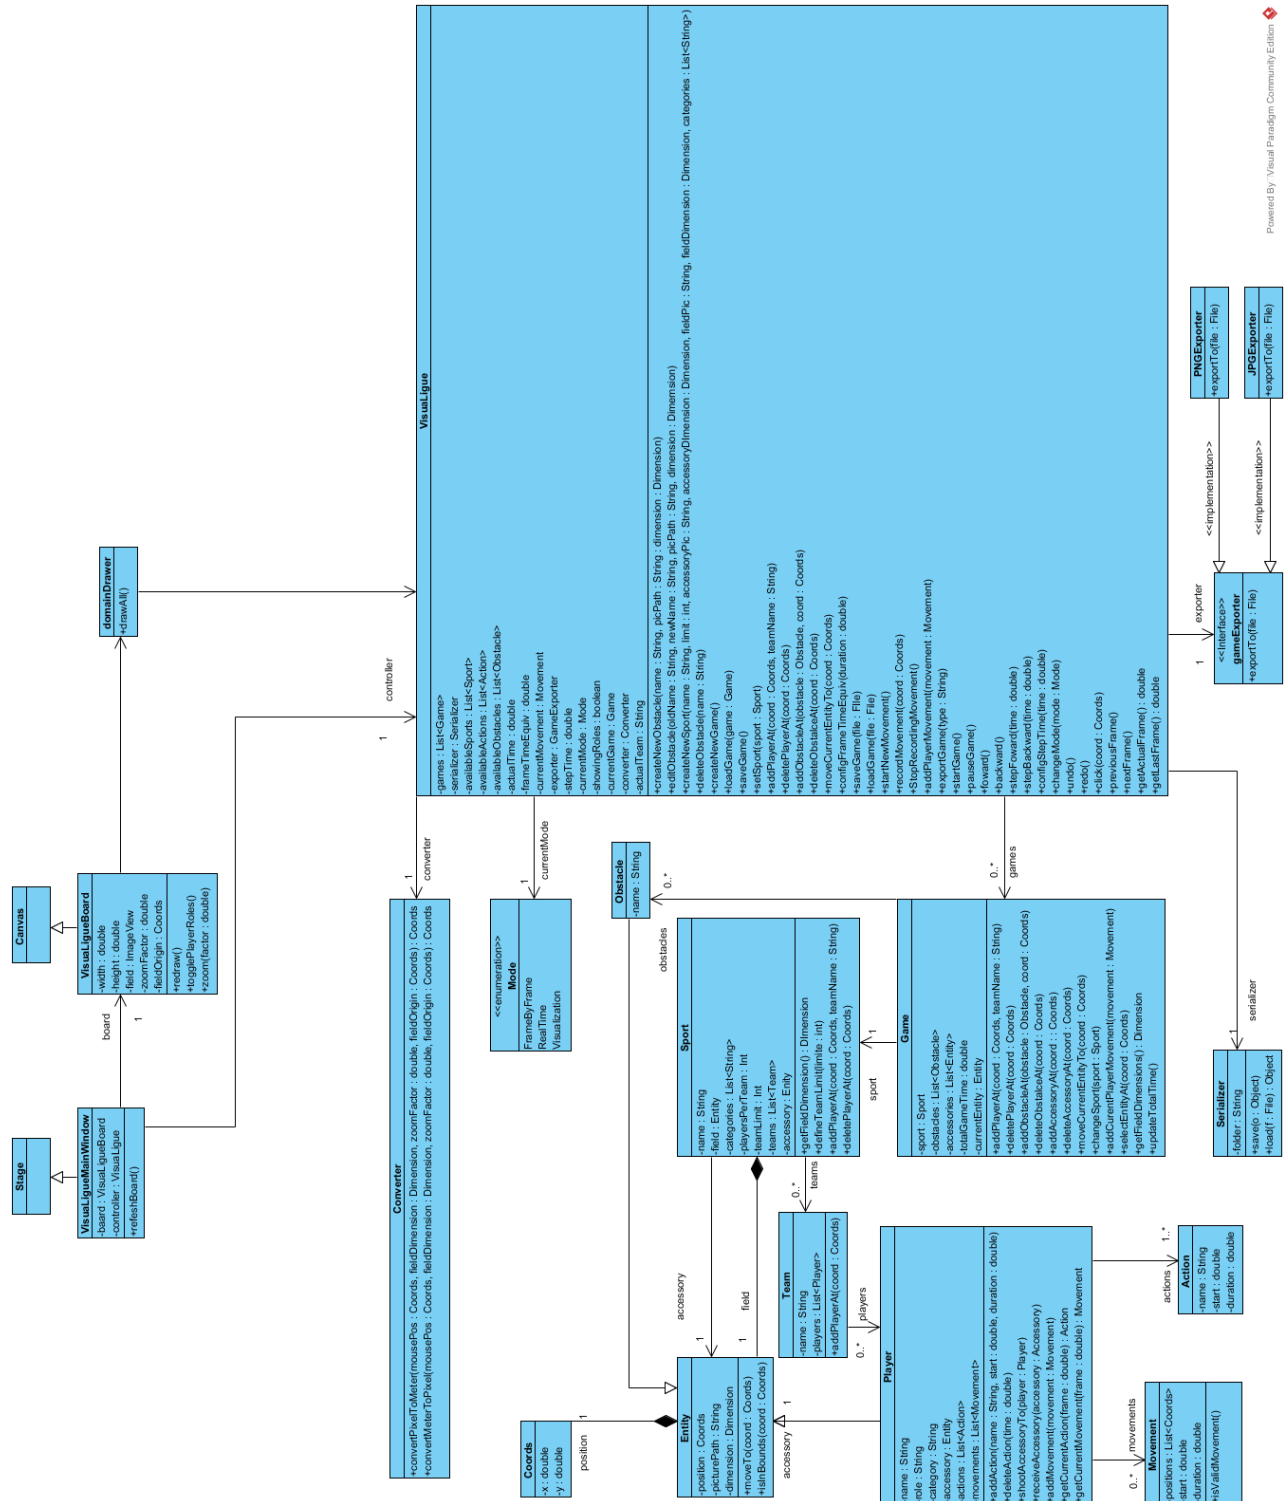 Powered By Visual Paradigm Community Edition
Stage
VisuaLigueMainWindow
-baard : VisuaLigueBoard
-controller : VisuaLigue
+refeshBoard()
board
1
Canvas
VisuaLigueBoard
-width : double
-height : double
-field : ImageView
-zoomFactor : double
-fieldOrigin : Coords
+redraw()
+togglePlayerRoles()
+zoom(factor : double)
domainDrawer
+drawAll()
controller
1
Converter
+convertPixelToMeter(mousePos : Coords, fieldDimension : Dimension, zoomFactor : double, fieldOrigin : Coords) : Coords
+convertMeterToPixel(mousePos : Coords, fieldDimension : Dimension, zoomFactor : double, fieldOrigin : Coords) : Coords
1
converter
<<enumeration>>
Mode
FrameByFrame
RealTime
Visualization
1
currentMode
VisuaLigue
-games : List<Game>
-serializer : Serializer
-availableSports : List<Sport>
-availableActions : List<Action>
-availableObstacles : List<Obstacle>
-actualTime : double
-frameTimeEquiv : double
-currentMovement : Movement
-exporter : GameExporter
-stepTime : double
-currentMode : Mode
-showingRoles : boolean
-currentGame : Game
-converter : Converter
-actualTeam : String
+createNewObstacle(name : String, picPath : String, dimension : Dimension)
+editObstacle(oldName : String, newName : String, picPath : String, dimension : Dimemsion)
+createNewSport(name : String, limit : int, accessoryPic : String, accessoryDImension : Dimension, fieldPic : String, fieldDimension : Dimension, categories : List<String>)
+deleteObstacle(name : String)
+createNewGame()
+loadGame(game : Game)
+saveGame()
+setSport(sport : Sport)
+addPlayerAt(coord : Coords, teamName : String)
+deletePlayerAt(coord : Coords)
+addObstacleAt(obstacle : Obstacle, coord : Coords)
+deleteObstalceAt(coord : Coords)
+moveCurrentEntityTo(coord : Coords)
+configFrameTimeEquiv(duration : double)
+saveGame(file : FIle)
+loadGame(file : File)
+startNewMovement()
+recordMovement(coord : Coords)
+StopRecordingMovement()
+addPlayerMovement(movement : Movement)
+exportGame(type : String)
+startGame()
+pauseGame()
+foward()
+backward()
+stepFoward(time : double)
+stepBackward(time : double)
+configStepTime(time : double)
+changeMode(mode : Mode)
+undo()
+redo()
+click(coord : Coords)
+previousFrame()
+nextFrame()
+getActualFrame() : double
+getLastFrame() : double
Obstacle
-name : String
0..*
obstacles
Sport
-name : String
-field : Entity
-categories : List<String>
-playersPerTeam : Int
-teamLimit : Int
-teams : List<Team>
-accessory : Enity
+getFieldDimension() : Dimension
+defineTeamLimit(limite : int)
+addPlayerAt(coord : Coords, teamName : String)
+deletePlayerAt(coord : Coords)
1
sport
Game
-sport : Sport
-obstacles : List<Obstacle>
-accessories : List<Entity>
-totalGameTime : double
-currentEntity : Entity
+addPlayerAt(coord : Coords, teamName : String)
+deletePlayerAt(coord : Coords)
+addObstacleAt(obstacle : Obstacle, coord : Coords)
+deleteObstalceAt(coord : Coords)
+addAccessoryAt(coord : Coords)
+deleteAccessoryAt(coord : Coords)
+moveCurrentEntityTo(coord : Coords)
+changeSport(sport : Sport)
+addCurrentPlayerMovement(movement : Movement)
+selectEntityAt(coord : Coords)
+getFieldDimensions() : Dimension
+updateTotalTime()
0..*
games
exporter
1
<<Interface>>
gameExporter
+exportTo(file : File)
<<implementation>>
<<implementation>>
PNGExporter
+exportTo(file : File)
JPGExporter
+exportTo(file : File)
Serializer
-folder : String
+save(o : Object)
+load(f : File) : Object
1
serializer
Coords
-x : double
-y : double
1
position
Entity
-position : Coords
-picturePath : String
-dimension : Dimension
+moveTo(coord : Coords)
+isInBounds(coord : Coords)
accessory
1
field
1
accessory
1
Team
-name : String
-players : List<Player>
+addPlayerAt(coord : Coords)
0..*
teams
0..*
players
Player
name : String
role : String
category : String
accessory : Entity
actions : List<Action>
movements : List<Movement>
addAction(name : String, start : double, duration : double)
deleteAction(time : double)
shootAccessoryTo(player : Player)
receiveAccessory(accessory : Accessory)
addMovement(movement : Movement)
getCurrentAction(frame : double) : Action
getCurrentMovement(frame : double) : Movement
actions
1..*
Action
-name : String
-start : double
-duration : double
0..*
movements
Movement
positions : List<Coords>
start : double
duration : double
isValidMovement()